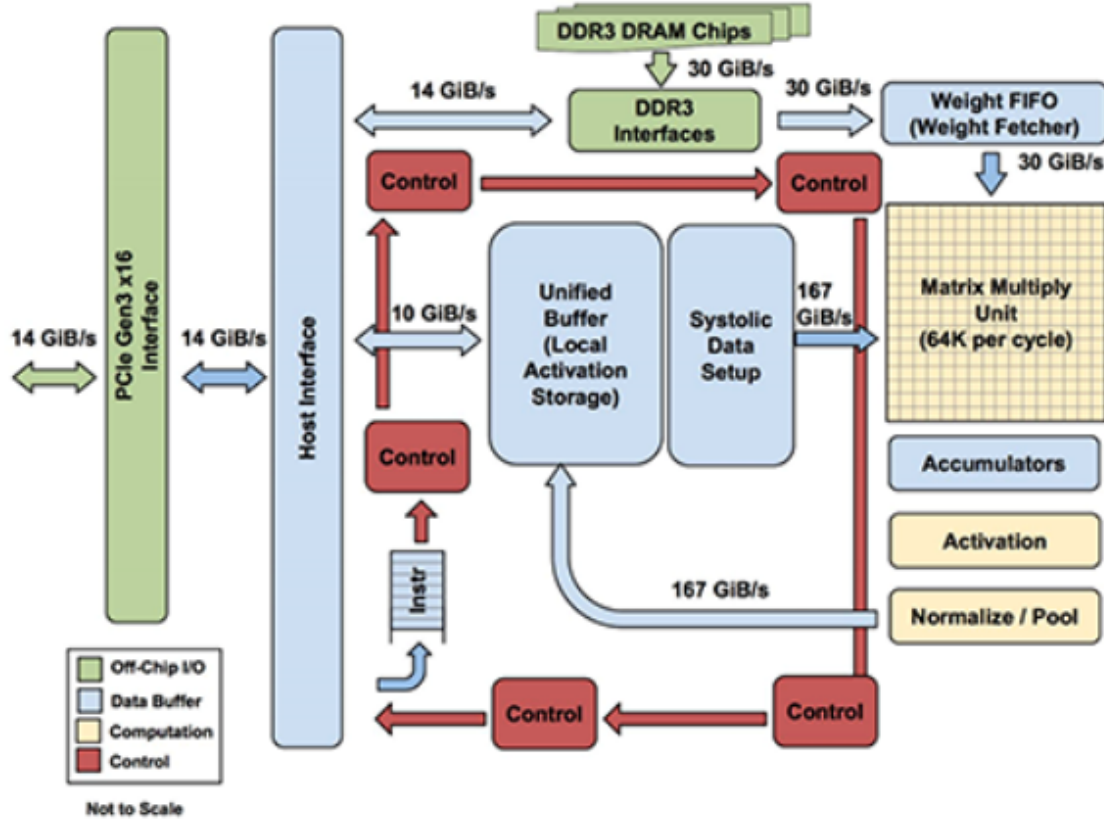 DDR3 DRAM Chips
30 GiB/s
14 GiB/s
DDR3
Interfaces
30 GiB/s
Weight FIFO
(Weight Fetcher)
30 GiB/s
Control
Control
PCIe Gen3 x16
Interface
14 GiB/s
14 GiB/s
Host Interface
10 GiB/s
Unified
Buffer
(Local
Activation
Storage)
Systolic
Data
Setup
167
GiB/s
Matrix Multiply
Unit
(64K per cycle)
Control
Accumulators
Activation
Instr
167 GiB/s
Normalize / Pool
Control
Control
Off-Chip I/O
Data Buffer
Computation
Control
Not to Scale